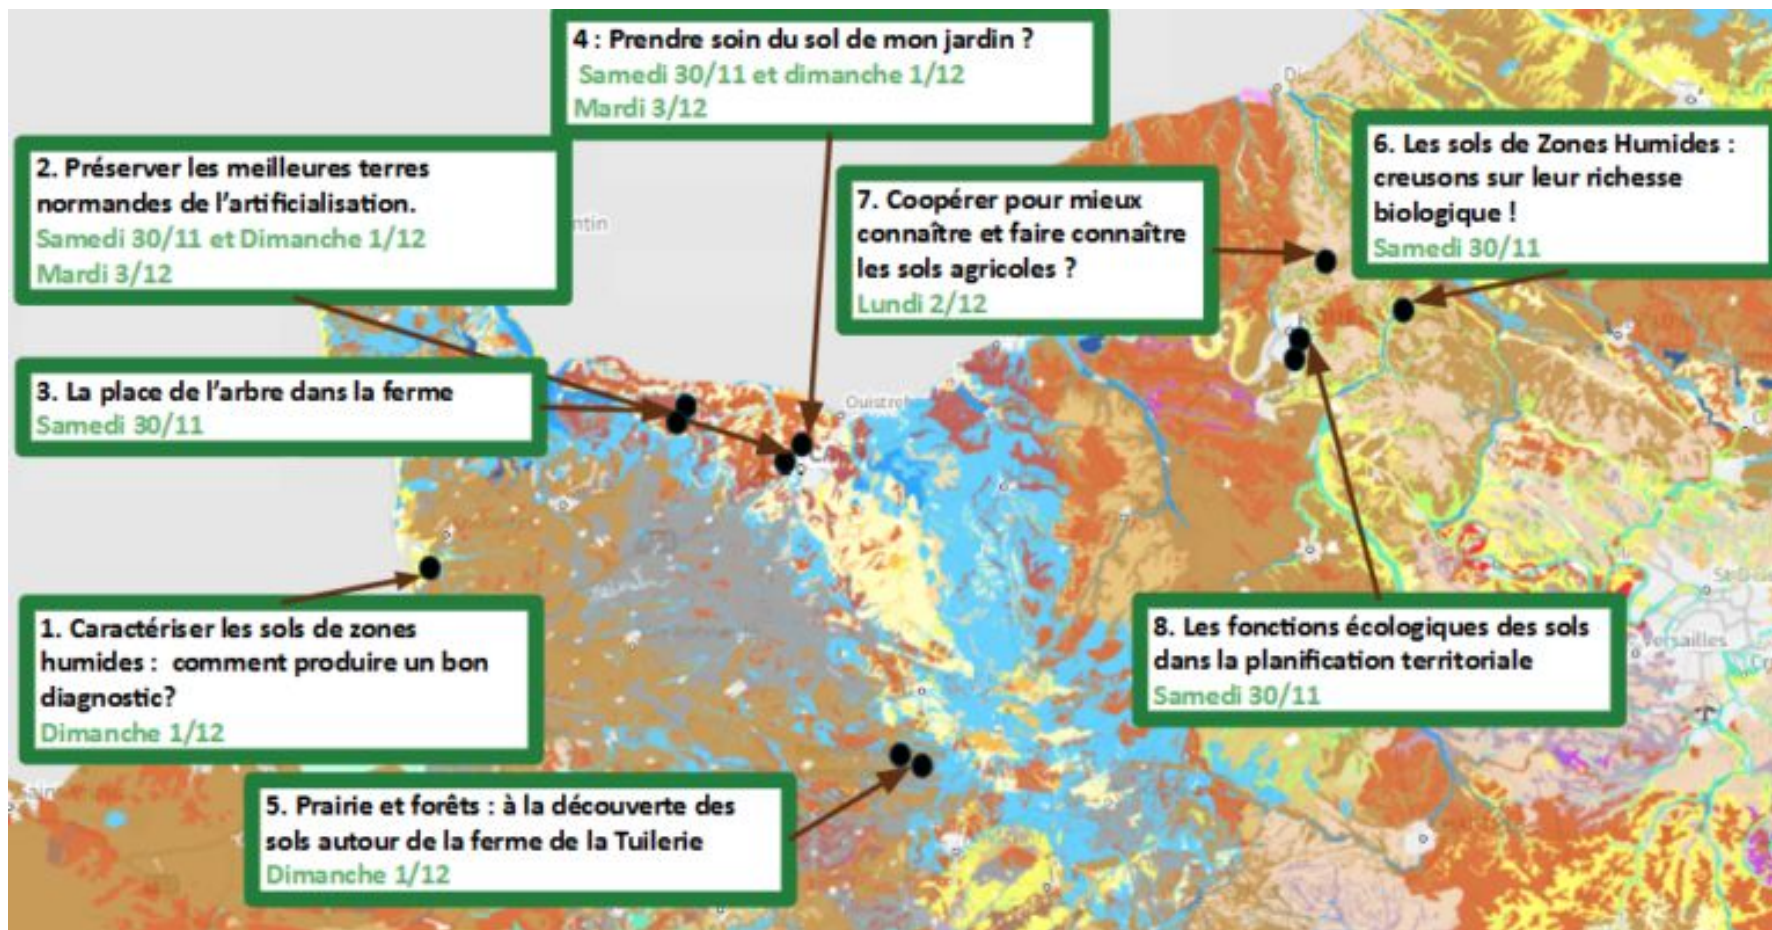 4 : Prendre soin du sol de mon jardin ?
Samedi 30/11 et dimanche 1/12
Mardi 3/12
2. Préserver les meilleures terres
normandes de l’artificialisation.
Samedi 30/11 et Dimanche 1/12
Mardi 3/12
7. Coopérer pour mieux
connaître et faire connaître
les sols agricoles ?
Lundi 2/12
6. Les sols de Zones Humides :
creusons sur leur richesse
biologique !
Samedi 30/11
3. La place de l’arbre dans la ferme
Samedi 30/11
1. Caractériser les sols de zones
humides :  comment produire un bon
diagnostic?
Dimanche 1/12
8. Les fonctions écologiques des sols
dans la planification territoriale
Samedi 30/11
5. Prairie et forêts : à la découverte des
sols autour de la ferme de la Tuilerie
Dimanche 1/12
Versailles